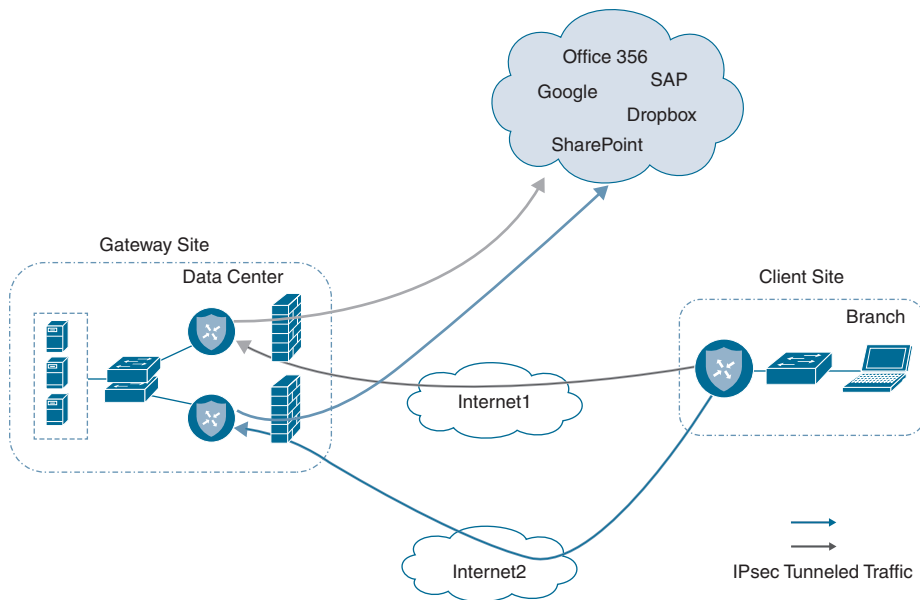 Office 356
SAP
Google
Dropbox
SharePoint
Gateway Site
Data Center
Client Site
Branch
Internet1
Internet2
IPsec Tunneled Traffic